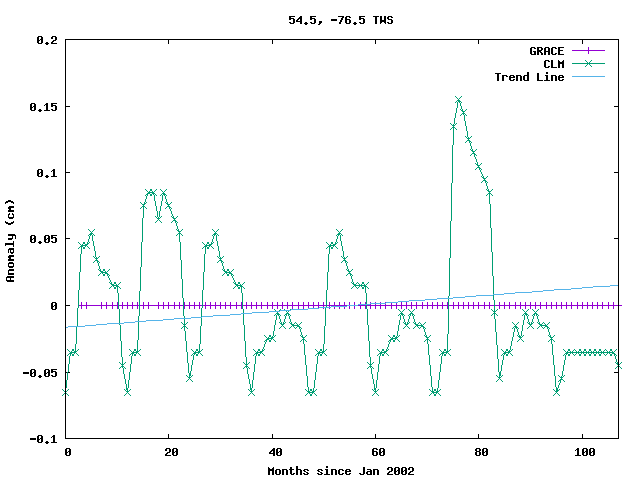 54.5, -76.5 TWS
GRACE
CLM
Trend Line
0.2
0.15
0.1
0.05
0
-0.05
-0.1
Anomaly (cm)
0 20 40 60 80 100
Months since Jan 2002